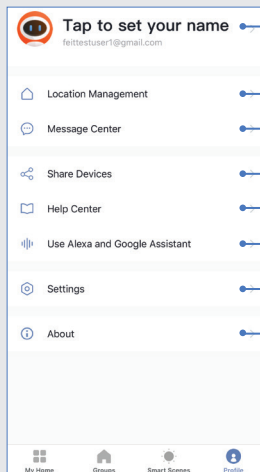 Tap to set your name
feittestuser1@gmail.com
Location Management
Message Center
Share Devices
Help Center
Use Alexa and Google Assistant
Settings
About
My Home Groups Smart Scenes Profile